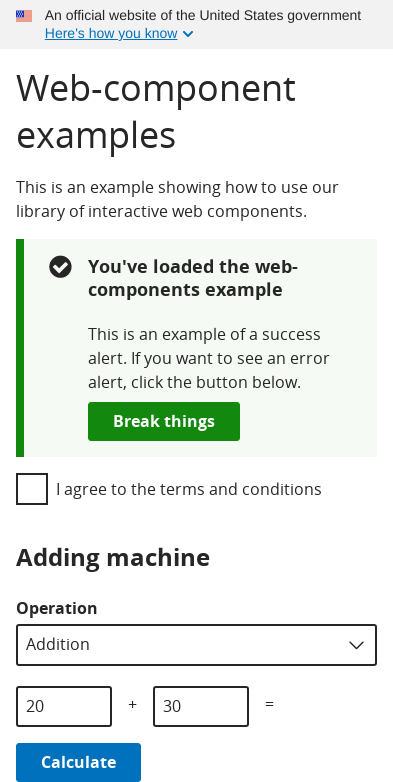 An official website of the United States government
Here's how you know
Web-component
examples
This is an example showing how to use our
library of interactive web components.
You've loaded the web-
components example
This is an example of a success
alert. If you want to see an error
alert, click the button below.
Break things
I agree to the terms and conditions
Adding machine
Operation
Addition
20 + 30 =
Calculate